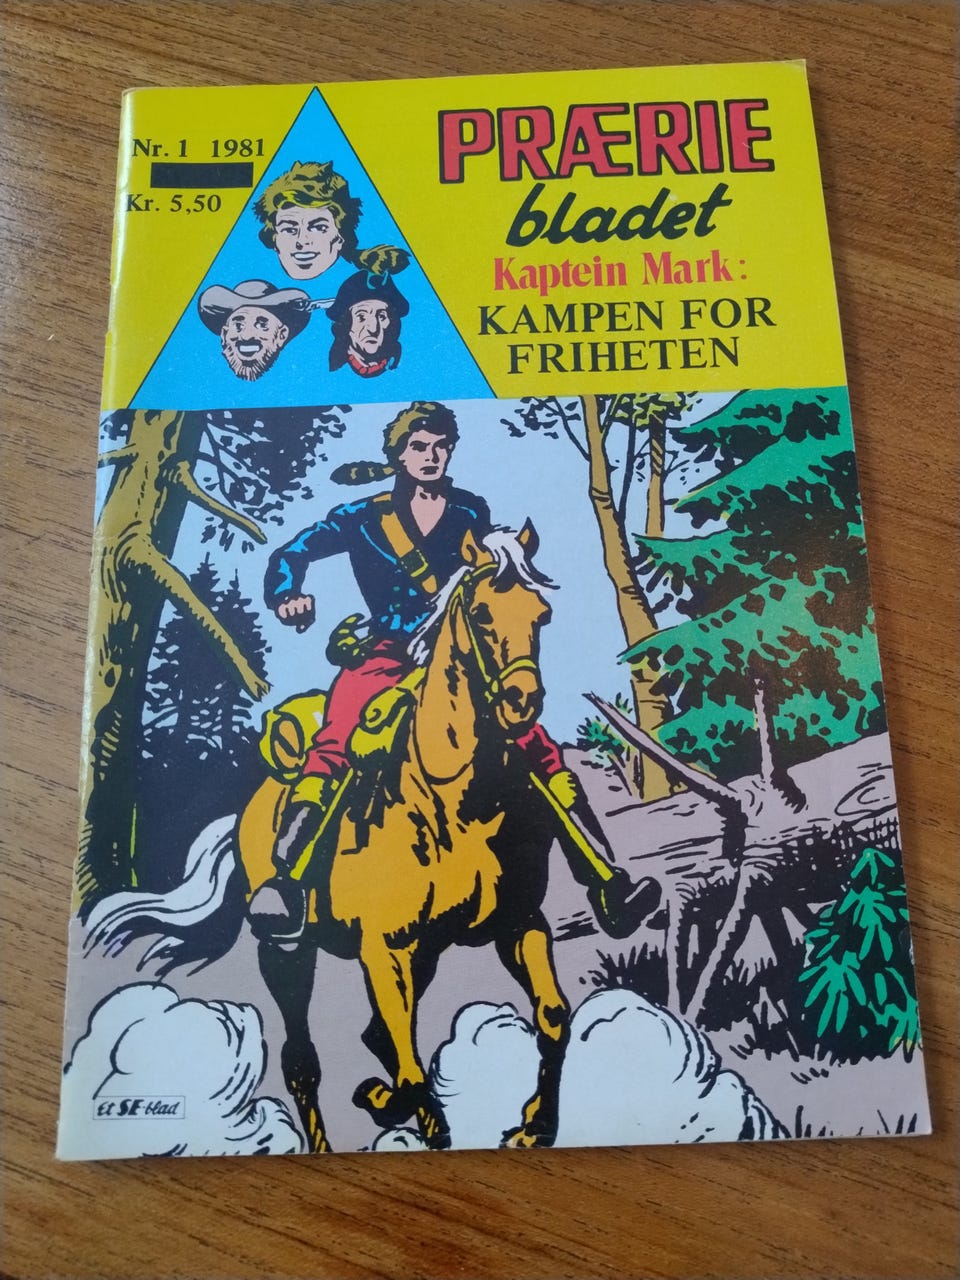 Nr. 1 1981
Kr. 5,50
PRÆRIE
bladet
Kaptein Mark:
KAMPEN FOR
FRIHETEN
Et SE-blad